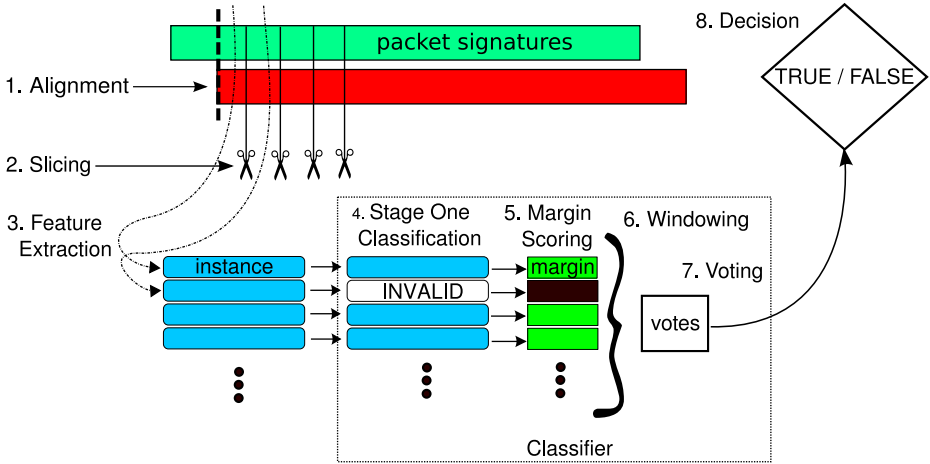 8. Decision
packet signatures
TRUE / FALSE
1. Alignment
2. Slicing
3. Feature
Extraction
4. Stage One
Classification
5. Margin
Scoring
6. Windowing
7. Voting
instance
margin
INVALID
votes
Classifier